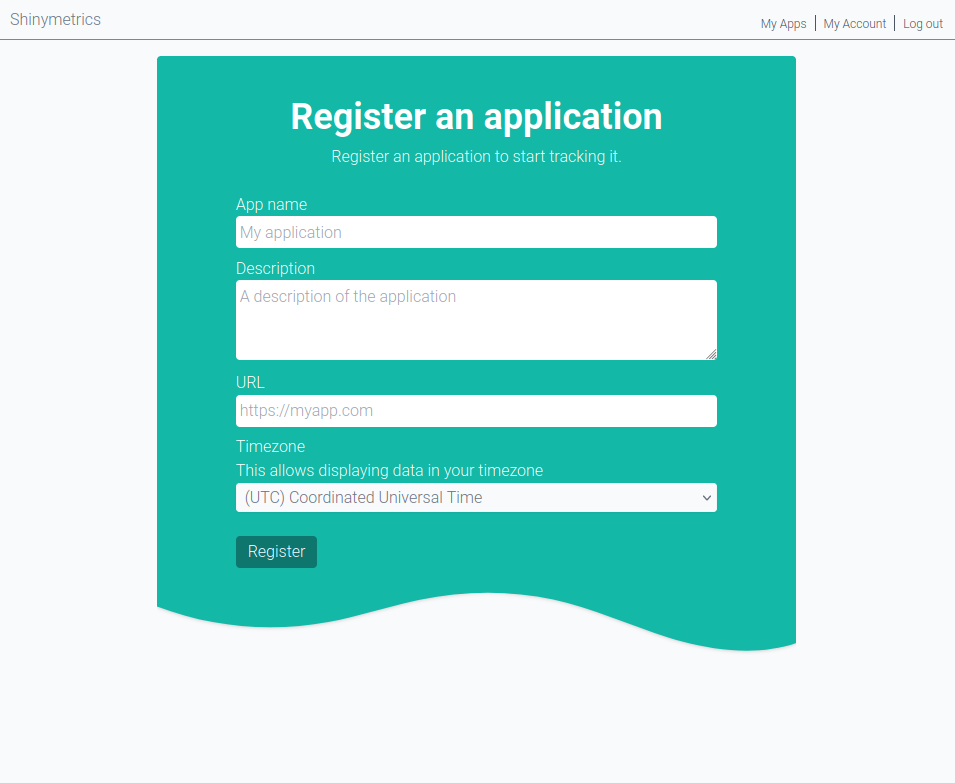 Shinymetrics
My Apps | My Account | Log out
Register an application
Register an application to start tracking it.
App name
My application
Description
A description of the application
URL
https://myapp.com
Timezone
This allows displaying data in your timezone
(UTC) Coordinated Universal Time
Register